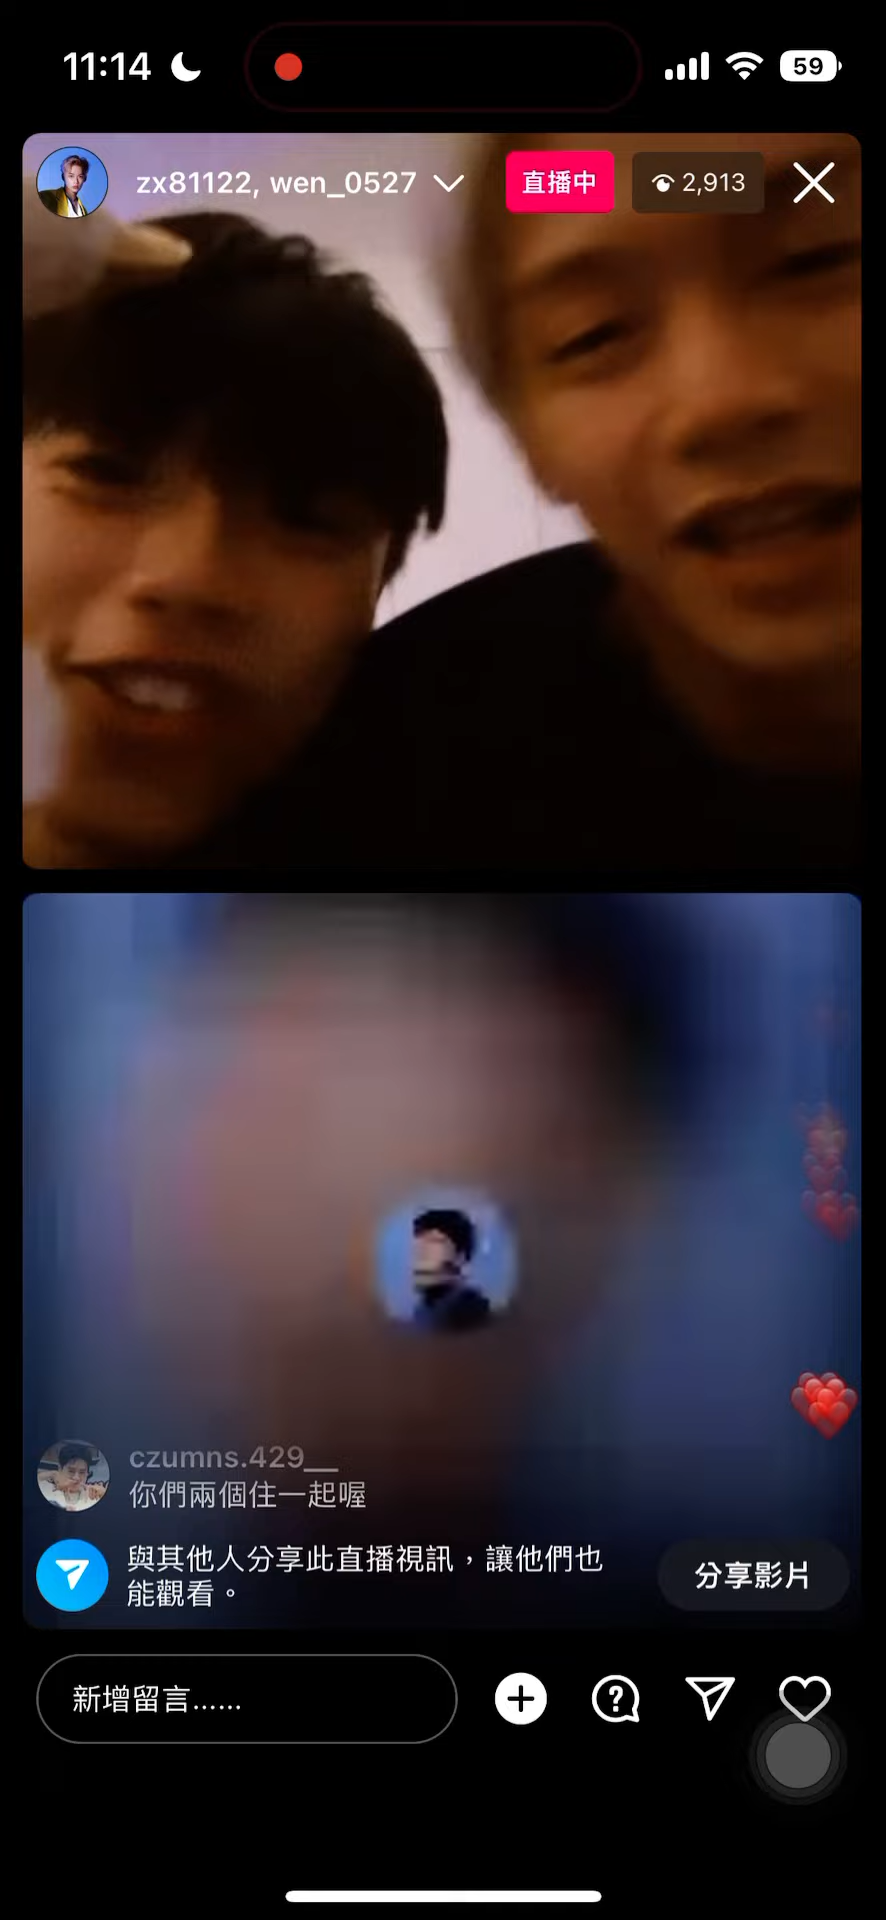 11:14
59
zx81122, wen_0527
直播中
2,913
czumns.429__
你們兩個住一起喔
與其他人分享此直播視訊，讓他們也
能觀看。
分享影片
新增留言......